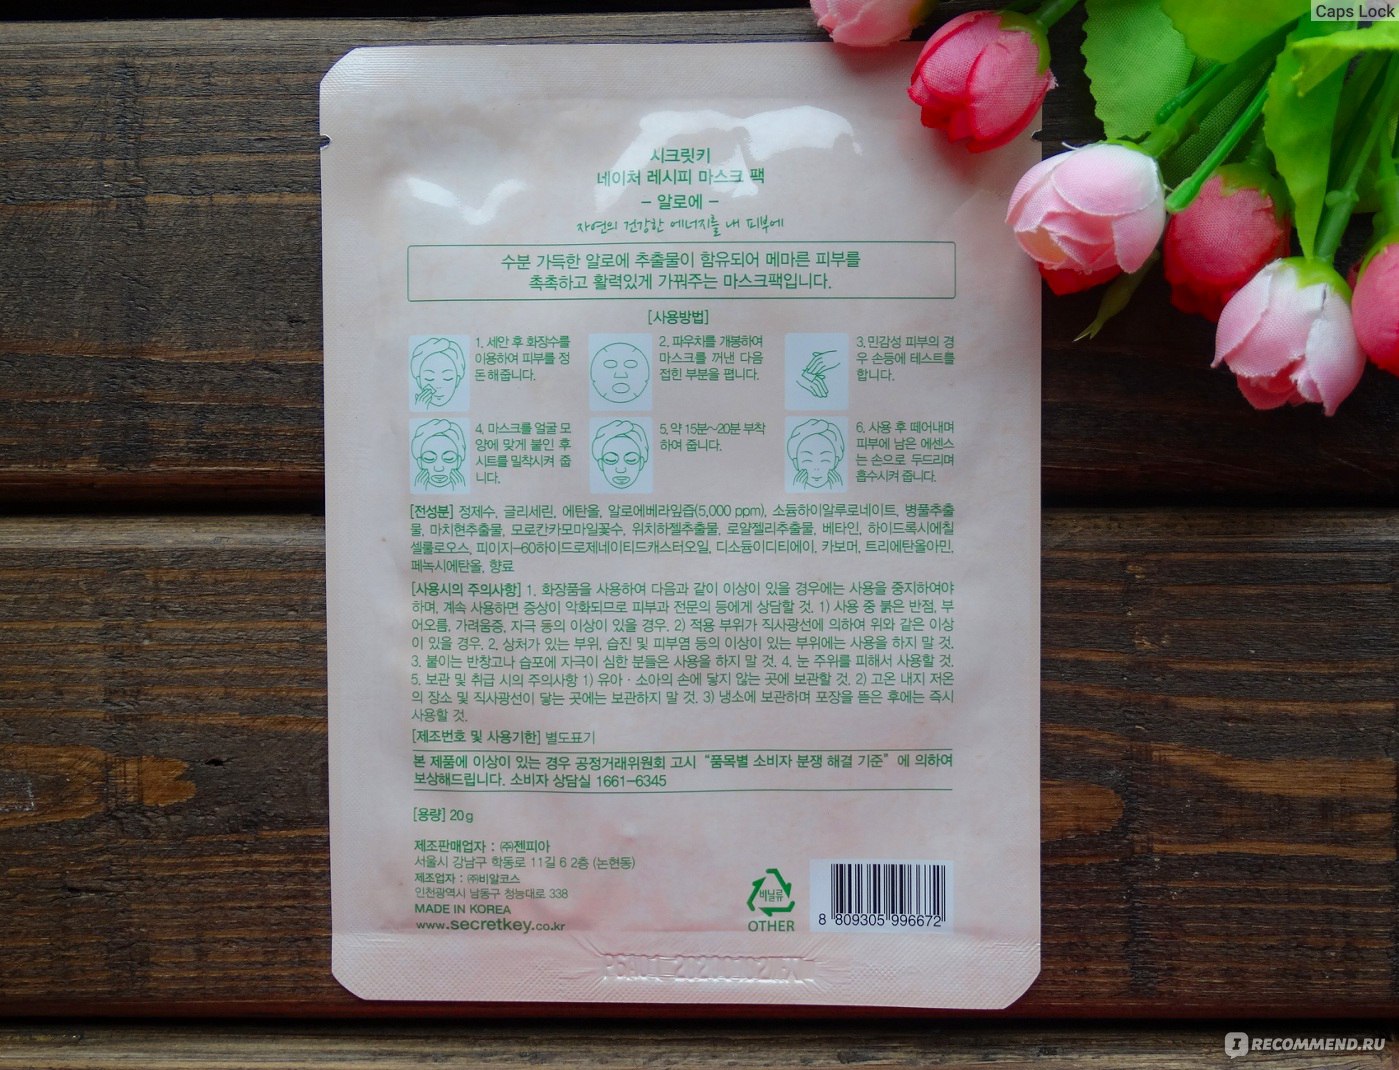 Caps Lock
시크릿키
네이처 레시피 마스크 팩
- 알로에 -
자연의 건강한 에너지를 내 피부에
수분 가득한 알로에 추출물이 함유되어 메마른 피부를
촉촉하고 활력있게 가꿔주는 마스크팩입니다.
[사용방법]
1. 세안 후 화장수를
이용하여 피부를 정
돈 해줍니다.
2. 파우치를 개봉하여
마스크를 꺼낸 다음
접힌 부분을 폅니다.
3. 민감성 피부의 경
우 손등에 테스트를
합니다.
4. 마스크를 얼굴 모
양에 맞게 붙인 후
시트를 밀착시켜 줍
니다.
5. 약 15분~20분 부착
하여 줍니다.
6. 사용 후 떼어내며
피부에 남은 에센스
는 손으로 두드리며
흡수시켜 줍니다.
[전성분] 정제수, 글리세린, 에탄올, 알로에베라잎즙(5,000 ppm), 소듐하이알루로네이트, 병풀추출
물, 마치현추출물, 모로칸카모마일꽃수, 위치하젤추출물, 로얄젤리추출물, 베타인, 하이드록시에칠
셀룰로오스, 피이지-60하이드로제네이티드캐스터오일, 디소듐이디티에이, 카보머, 트리에탄올아민,
페녹시에탄올, 향료
[사용시의 주의사항] 1. 화장품을 사용하여 다음과 같이 이상이 있을 경우에는 사용을 중지하여야
하며, 계속 사용하면 증상이 악화되므로 피부과 전문의 등에게 상담할 것. 1) 사용 중 붉은 반점, 부
어오름, 가려움증, 자극 등의 이상이 있을 경우. 2) 적용 부위가 직사광선에 의하여 위와 같은 이상
이 있을 경우. 2. 상처가 있는 부위, 습진 및 피부염 등의 이상이 있는 부위에는 사용을 하지 말 것.
3. 붙이는 반창고나 습포에 자극이 심한 분들은 사용을 하지 말 것. 4. 눈 주위를 피해서 사용할 것.
5. 보관 및 취급 시의 주의사항 1) 유아 · 소아의 손에 닿지 않는 곳에 보관할 것. 2) 고온 내지 저온
의 장소 및 직사광선이 닿는 곳에는 보관하지 말 것. 3) 냉소에 보관하며 포장을 뜯은 후에는 즉시
사용할 것.
[제조번호 및 사용기한] 별도표기
본 제품에 이상이 있는 경우 공정거래위원회 고시 "품목별 소비자 분쟁 해결 기준" 에 의하여
보상해드립니다. 소비자 상담실 1661-6345
[용량] 20g
제조판매업자 : ㈜젠피아
서울시 강남구 학동로 11길 6 2층 (논현동)
제조업자 : ㈜비알코스
인천광역시 남동구 청능대로 338
MADE IN KOREA
www.secretkey.co.kr
비닐류
OTHER
8 809305 996672
IRECOMMEND.RU